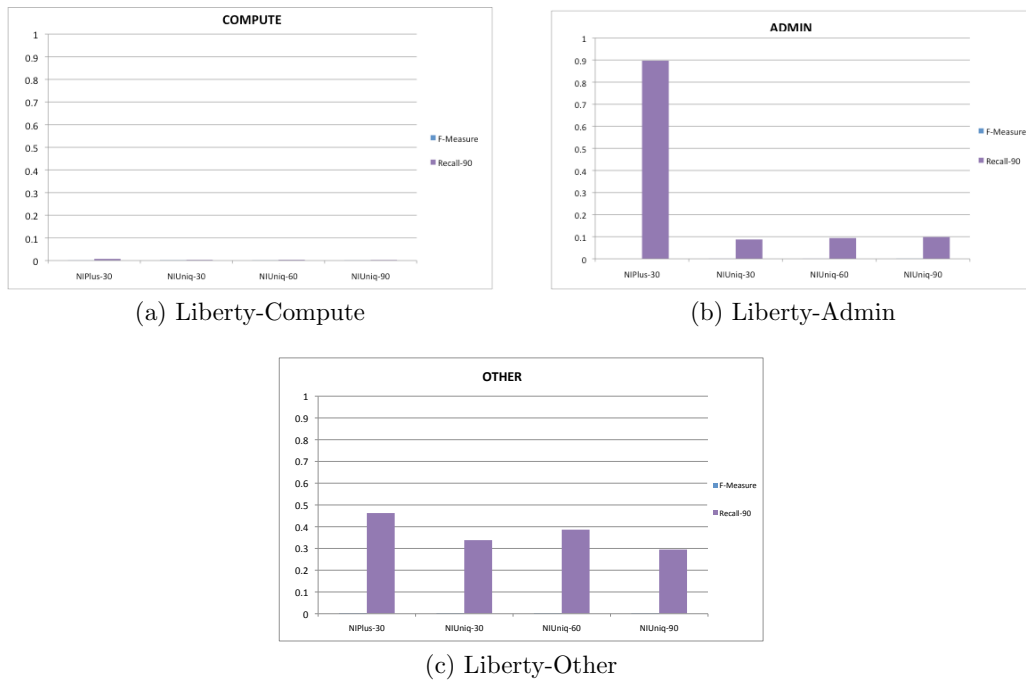 COMPUTE
1
0.9
0.8
0.7
0.6
0.5
0.4
0.3
0.2
0.1
0
NIPlus-30 NIUniq-30 NIUniq-60 NIUniq-90
F-Measure
Recall-90
(a) Liberty-Compute
ADMIN
1
0.9
0.8
0.7
0.6
0.5
0.4
0.3
0.2
0.1
0
NIPlus-30 NIUniq-30 NIUniq-60 NIUniq-90
F-Measure
Recall-90
(b) Liberty-Admin
OTHER
1
0.9
0.8
0.7
0.6
0.5
0.4
0.3
0.2
0.1
0
NIPlus-30 NIUniq-30 NIUniq-60 NIUniq-90
F-Measure
Recall-90
(c) Liberty-Other